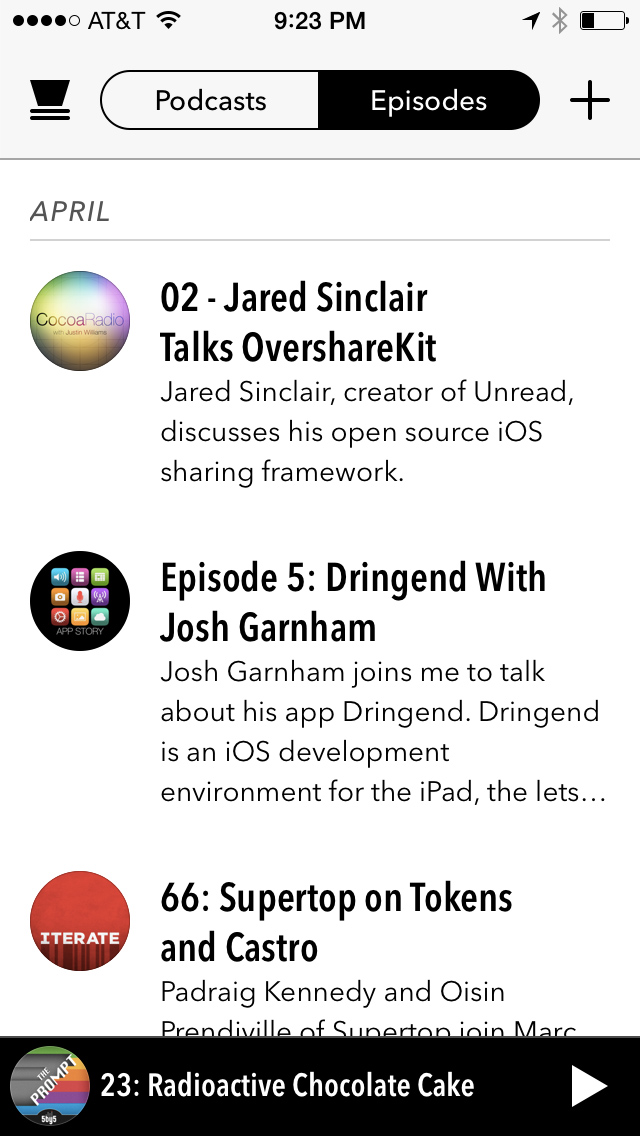 AT&T 9:23 PM
Podcasts Episodes
APRIL
CocoaRadio
with Justin Williams
02 - Jared Sinclair
Talks OvershareKit
Jared Sinclair, creator of Unread,
discusses his open source iOS
sharing framework.
APP STORY
Episode 5: Dringend With
Josh Garnham
Josh Garnham joins me to talk
about his app Dringend. Dringend
is an iOS development
environment for the iPad, the lets…
ITERATE
66: Supertop on Tokens
and Castro
Padraig Kennedy and Oisin
Prendiville of Supertop join Marc
THE
PROMPT
5by5
23: Radioactive Chocolate Cake